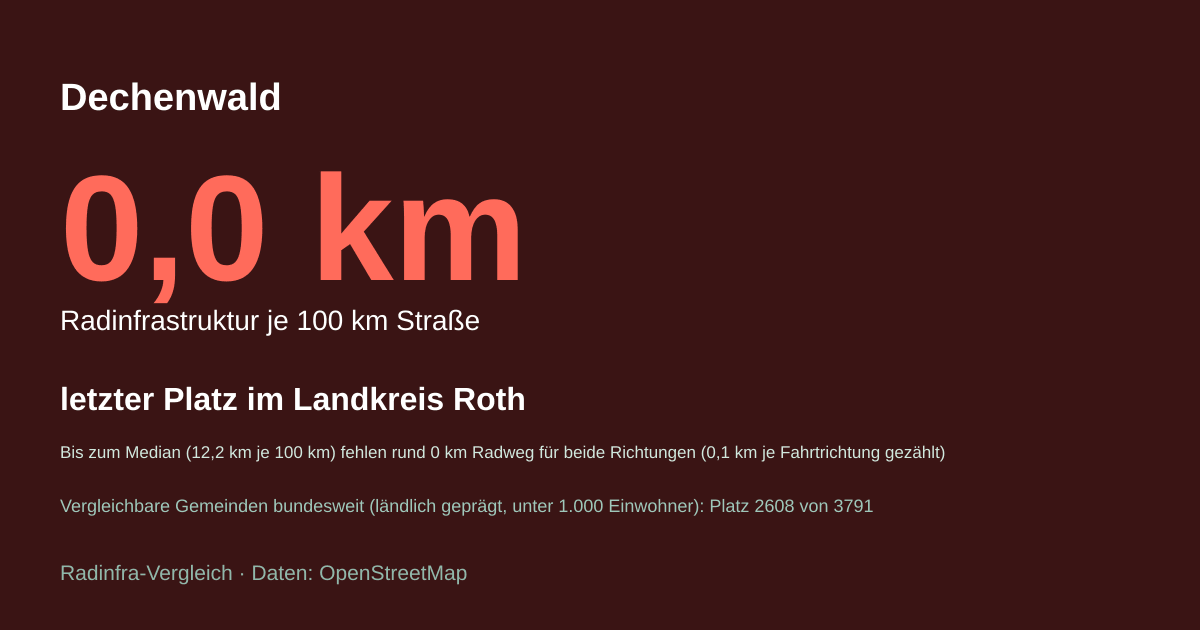 Dechenwald
0,0 km
Radinfrastruktur je 100 km Straße
letzter Platz im Landkreis Roth
Bis zum Median (12,2 km je 100 km) fehlen rund 0 km Radweg für beide Richtungen (0,1 km je Fahrtrichtung gezählt)
Vergleichbare Gemeinden bundesweit (ländlich geprägt, unter 1.000 Einwohner): Platz 2608 von 3791
Radinfra-Vergleich · Daten: OpenStreetMap